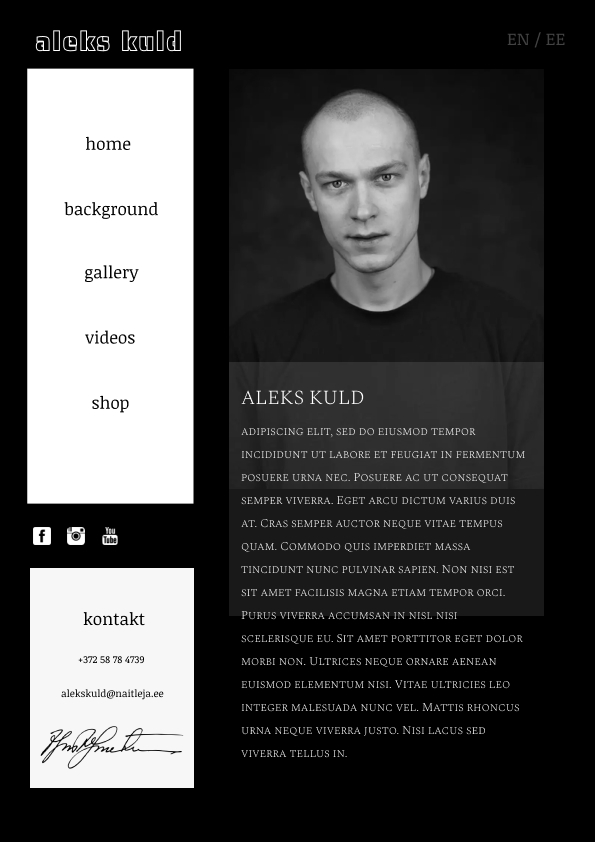 aleks kuld
EN / EE
home
background
gallery
videos
shop
You
Tube
kontakt
+372 58 78 4739
alekskuld@naitleja.ee
ALEKS KULD
ADIPISCING ELIT, SED DO EIUSMOD TEMPOR
INCIDIDUNT UT LABORE ET FEUGIAT IN FERMENTUM
POSUERE URNA NEC. POSUERE AC UT CONSEQUAT
SEMPER VIVERRA. EGET ARCU DICTUM VARIUS DUIS
AT. CRAS SEMPER AUCTOR NEQUE VITAE TEMPUS
QUAM. COMMODO QUIS IMPERDIET MASSA
TINCIDUNT NUNC PULVINAR SAPIEN. NON NISI EST
SIT AMET FACILISIS MAGNA ETIAM TEMPOR ORCI.
PURUS VIVERRA ACCUMSAN IN NISL NISI
SCELERISQUE EU. SIT AMET PORTTITOR EGET DOLOR
MORBI NON. ULTRICES NEQUE ORNARE AENEAN
EUISMOD ELEMENTUM NISI. VITAE ULTRICIES LEO
INTEGER MALESUADA NUNC VEL. MATTIS RHONCUS
URNA NEQUE VIVERRA JUSTO. NISI LACUS SED
VIVERRA TELLUS IN.